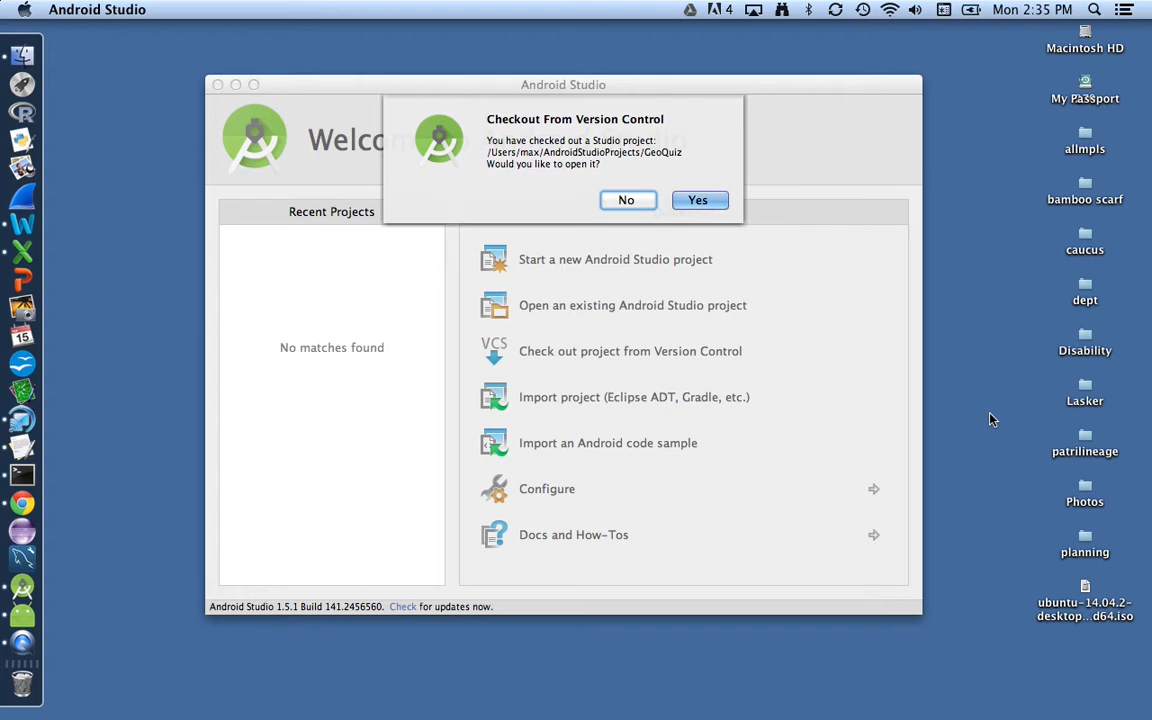 Android Studio
4
Mon 2:35 PM
Android Studio
Welco
Checkout From Version Control
You have checked out a Studio project:
/Users/max/AndroidStudioProjects/GeoQuiz
Would you like to open it?
No
Yes
Recent Projects
No matches found
Start a new Android Studio project
Open an existing Android Studio project
VCS
Check out project from Version Control
Import project (Eclipse ADT, Gradle, etc.)
Import an Android code sample
Configure
Docs and How-Tos
Android Studio 1.5.1 Build 141.2456560. Check for updates now.
Macintosh HD
My Passport
allmpls
bamboo scarf
caucus
dept
Disability
Lasker
patrilineage
Photos
planning
ubuntu-14.04.2-
desktop...d64.iso
15